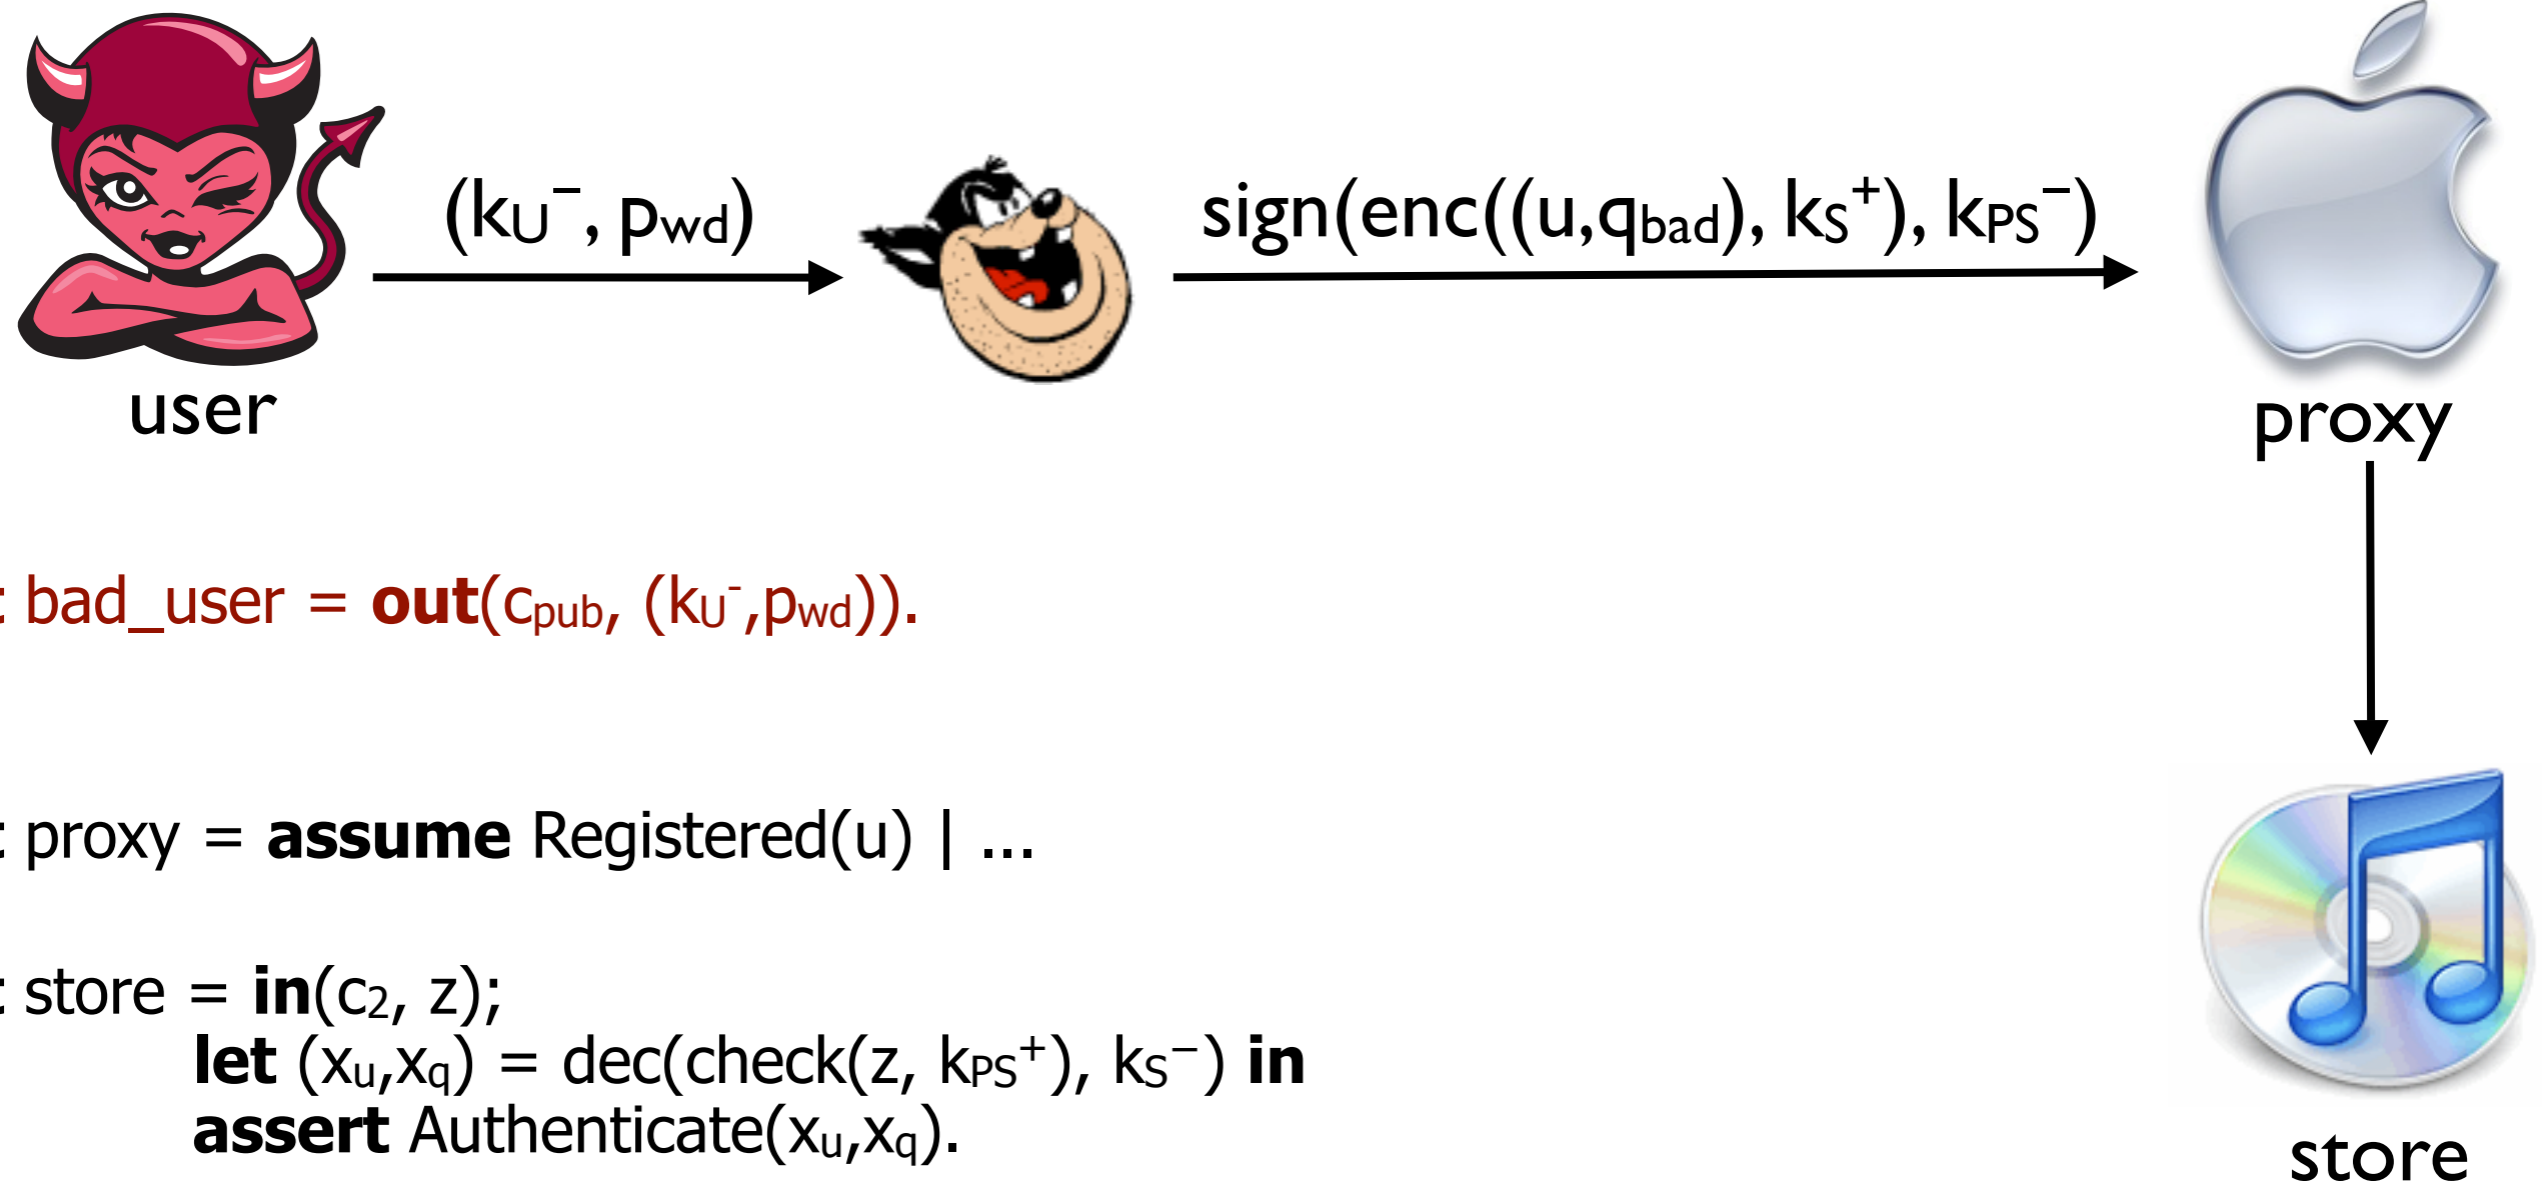 (kU⁻, pwd)
sign(enc((u,qbad), kS⁺), kPS⁻)
user
proxy
t bad_user = out(cpub, (kU⁻,pwd)).
t proxy = assume Registered(u) | ...
t store = in(c₂, z);
let (xu,xq) = dec(check(z, kPS⁺), kS⁻) in
assert Authenticate(xu,xq).
store